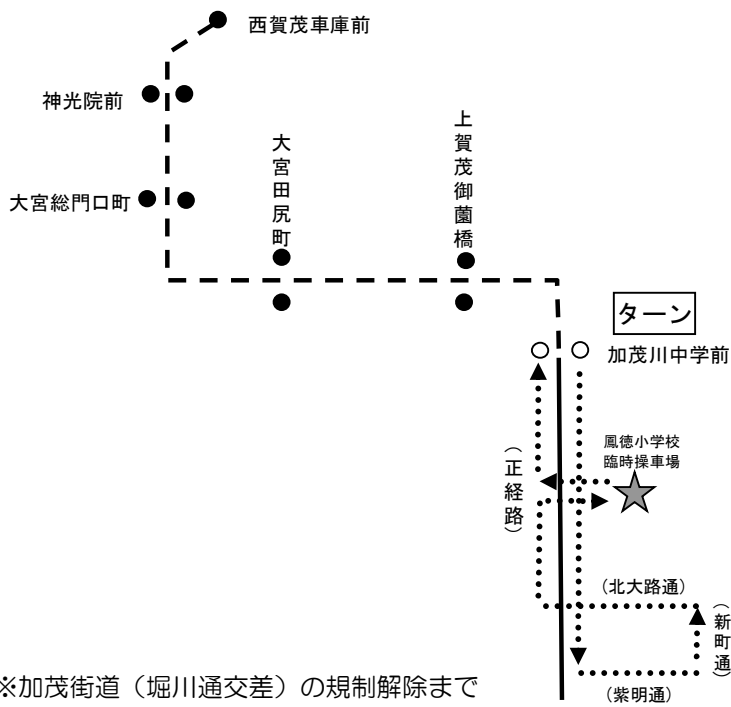 西賀茂車庫前
神光院前
大宮総門口町
大宮田尻町
上賀茂御薗橋
ターン
加茂川中学前
(正経路)
鳳徳小学校
臨時操車場
(北大路通)
(新町通)
(紫明通)
※加茂街道(堀川通交差)の規制解除まで